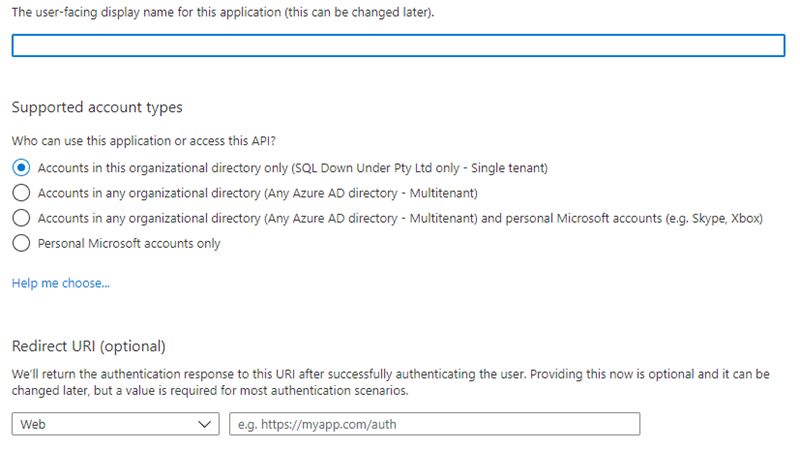 The user-facing display name for this application (this can be changed later).
Supported account types
Who can use this application or access this API?
Accounts in this organizational directory only (SQL Down Under Pty Ltd only - Single tenant)
Accounts in any organizational directory (Any Azure AD directory - Multitenant)
Accounts in any organizational directory (Any Azure AD directory - Multitenant) and personal Microsoft accounts (e.g. Skype, Xbox)
Personal Microsoft accounts only
Help me choose...
Redirect URI (optional)
We'll return the authentication response to this URI after successfully authenticating the user. Providing this now is optional and it can be
changed later, but a value is required for most authentication scenarios.
Web
e.g. https://myapp.com/auth